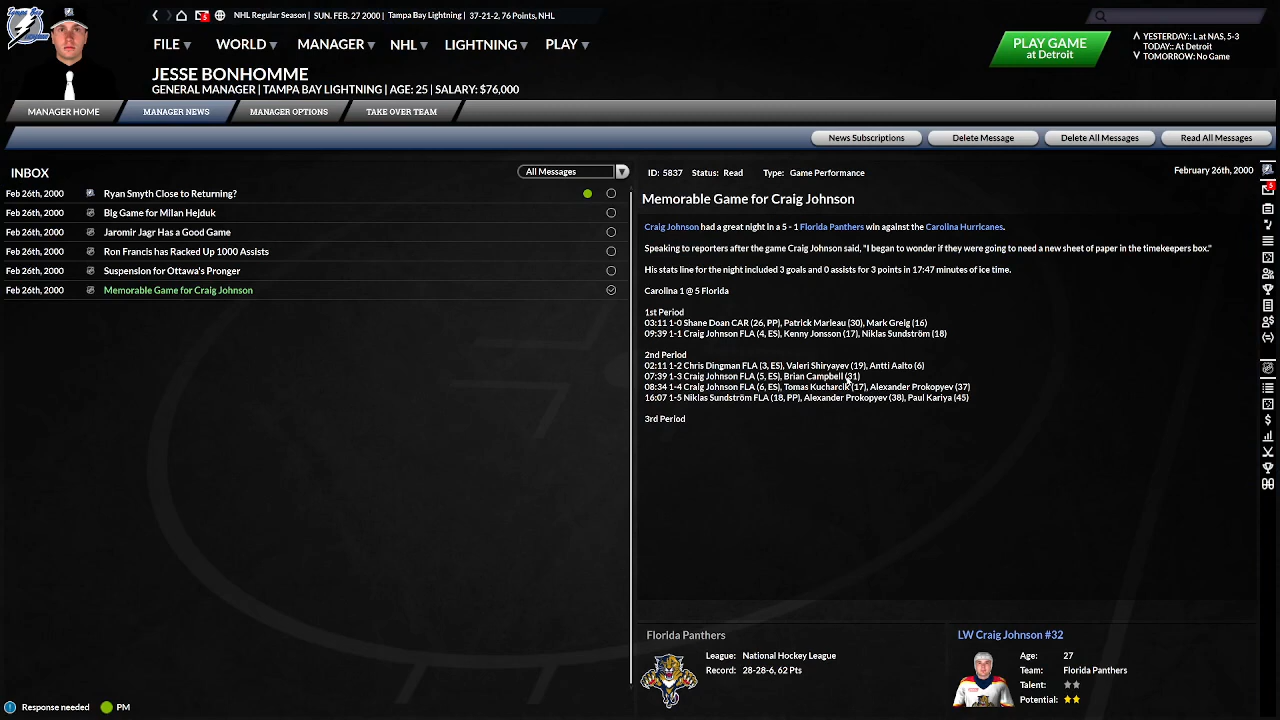 NHL Regular Season | SUN. FEB. 27 2000 | Tampa Bay Lightning | 37-21-2, 76 Points, NHL
FILE WORLD MANAGER NHL LIGHTNING PLAY
PLAY GAME
at Detroit
YESTERDAY:: L at NAS, 5-3
TODAY:: At Detroit
TOMORROW: No Game
JESSE BONHOMME
GENERAL MANAGER | TAMPA BAY LIGHTNING | AGE: 25 | SALARY: $76,000
MANAGER HOME MANAGER NEWS MANAGER OPTIONS TAKE OVER TEAM
News Subscriptions Delete Message Delete All Messages Read All Messages
INBOX All Messages
Feb 26th, 2000 Ryan Smyth Close to Returning?
Feb 26th, 2000 Big Game for Milan Hejduk
Feb 26th, 2000 Jaromir Jagr Has a Good Game
Feb 26th, 2000 Ron Francis has Racked Up 1000 Assists
Feb 26th, 2000 Suspension for Ottawa's Pronger
Feb 26th, 2000 Memorable Game for Craig Johnson
ID: 5837 Status: Read Type: Game Performance February 26th, 2000
Memorable Game for Craig Johnson
Craig Johnson had a great night in a 5 - 1 Florida Panthers win against the Carolina Hurricanes.
Speaking to reporters after the game Craig Johnson said, "I began to wonder if they were going to need a new sheet of paper in the timekeepers box."
His stats line for the night included 3 goals and 0 assists for 3 points in 17:47 minutes of ice time.
Carolina 1 @ 5 Florida
1st Period
03:11 1-0 Shane Doan CAR (26, PP), Patrick Marleau (30), Mark Greig (16)
09:39 1-1 Craig Johnson FLA (4, ES), Kenny Jonsson (17), Niklas Sundström (18)
2nd Period
02:11 1-2 Chris Dingman FLA (3, ES), Valeri Shiryayev (19), Antti Aalto (6)
07:39 1-3 Craig Johnson FLA (5, ES), Brian Campbell (31)
08:34 1-4 Craig Johnson FLA (6, ES), Tomas Kucharcik (17), Alexander Prokopyev (37)
16:07 1-5 Niklas Sundström FLA (18, PP), Alexander Prokopyev (38), Paul Kariya (45)
3rd Period
Florida Panthers
League: National Hockey League
Record: 28-28-6, 62 Pts
LW Craig Johnson #32
Age: 27
Team: Florida Panthers
Talent:
Potential:
Response needed PM